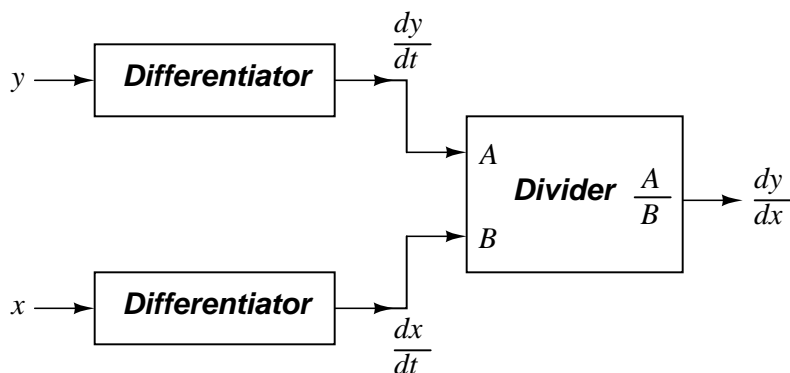 dy
dt
y
Differentiator
A
Divider
A
B
dy
dx
B
x
Differentiator
dx
dt